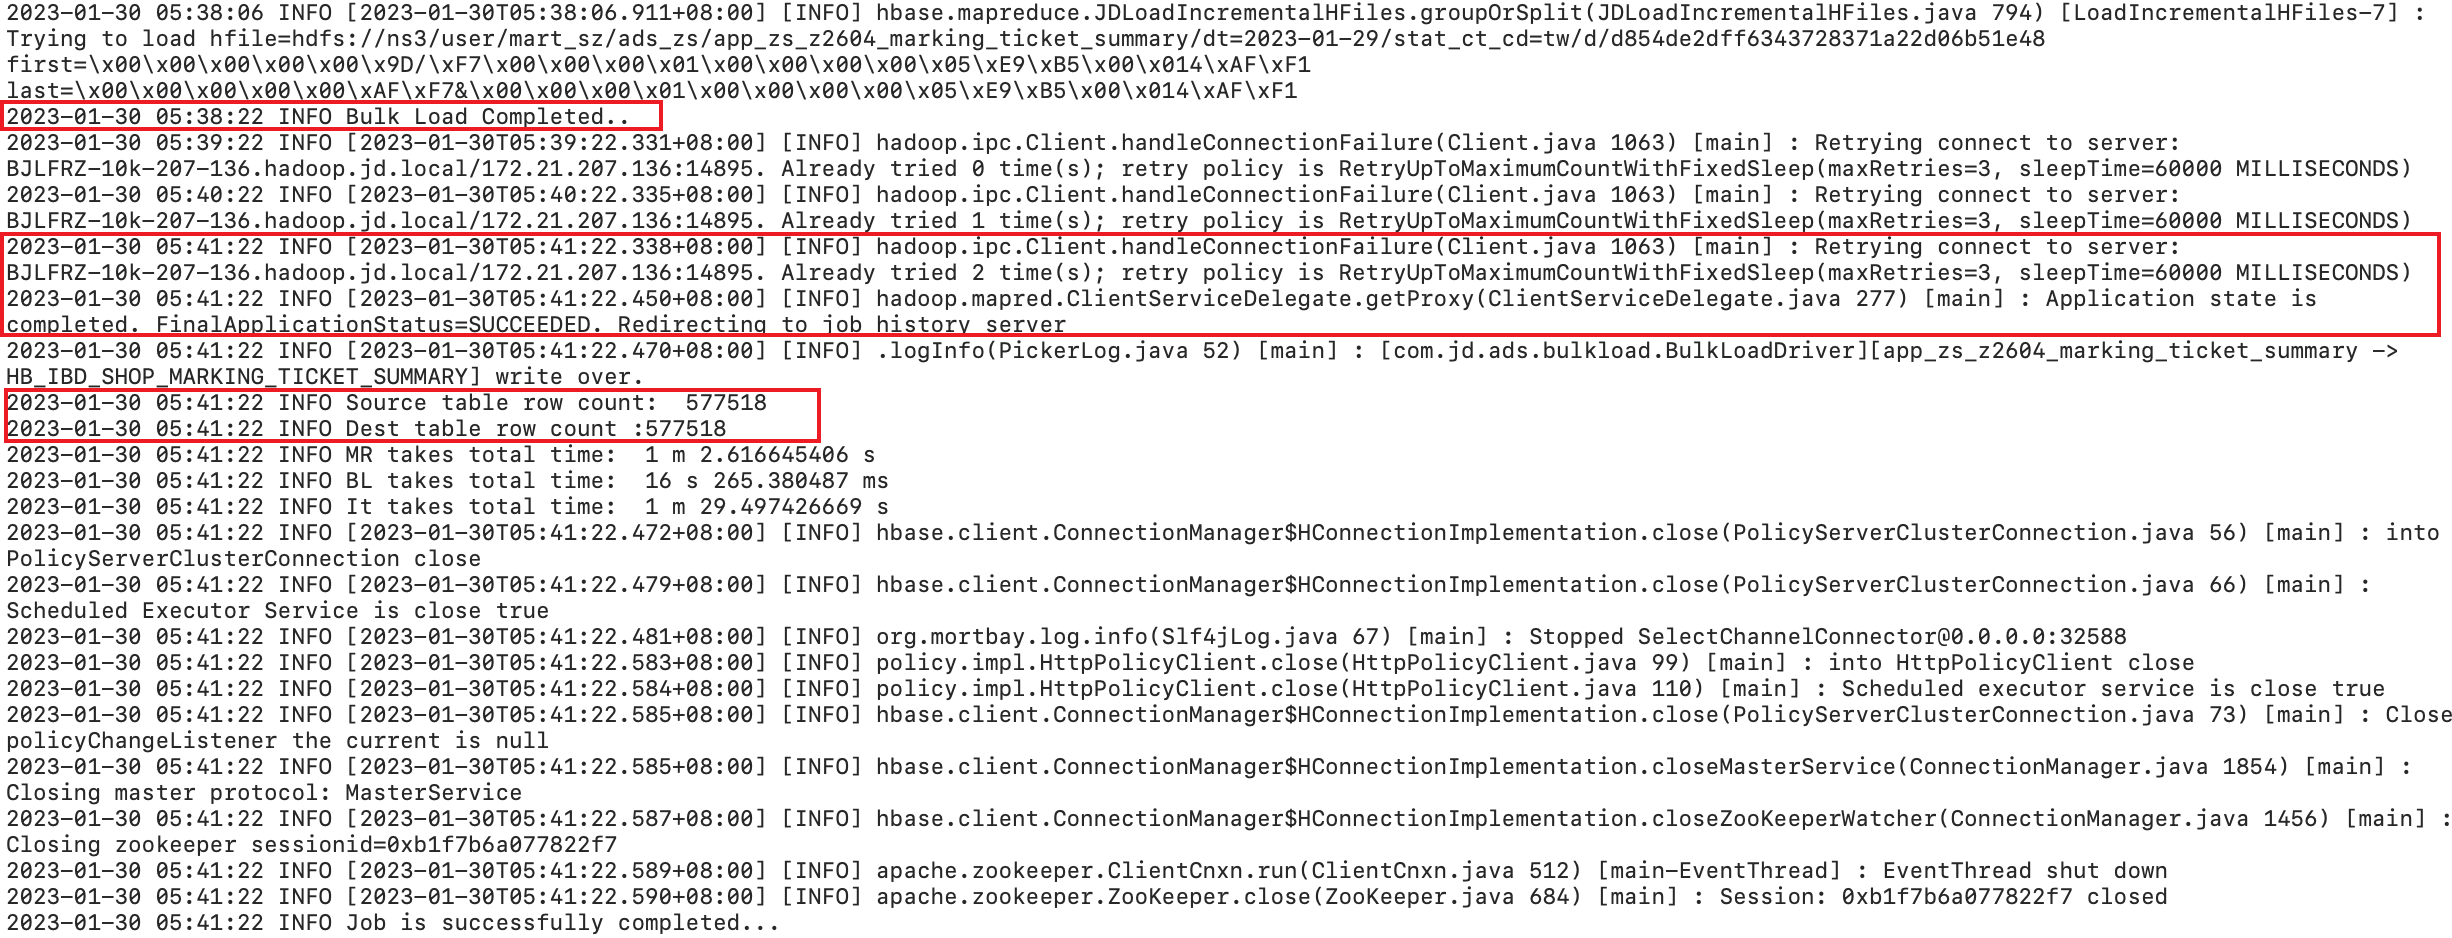 2023-01-30 05:38:06 INFO [2023-01-30T05:38:06.911+08:00] [INFO] hbase.mapreduce.JDLoadIncrementalHFiles.groupOrSplit(JDLoadIncrementalHFiles.java 794) [LoadIncrementalHFiles-7] :
Trying to load hfile=hdfs://ns3/user/mart_sz/ads_zs/app_zs_z2604_marking_ticket_summary/dt=2023-01-29/stat_ct_cd=tw/d/d854de2dff6343728371a22d06b51e48
first=\x00\x00\x00\x00\x00\x9D/\xF7\x00\x00\x00\x01\x00\x00\x00\x00\x05\xE9\xB5\x00\x014\xAF\xF1
last=\x00\x00\x00\x00\x00\xAF\xF7&\x00\x00\x00\x01\x00\x00\x00\x00\x05\xE9\xB5\x00\x014\xAF\xF1
2023-01-30 05:38:22 INFO Bulk Load Completed..
2023-01-30 05:39:22 INFO [2023-01-30T05:39:22.331+08:00] [INFO] hadoop.ipc.Client.handleConnectionFailure(Client.java 1063) [main] : Retrying connect to server:
BJLFRZ-10k-207-136.hadoop.jd.local/172.21.207.136:14895. Already tried 0 time(s); retry policy is RetryUpToMaximumCountWithFixedSleep(maxRetries=3, sleepTime=60000 MILLISECONDS)
2023-01-30 05:40:22 INFO [2023-01-30T05:40:22.335+08:00] [INFO] hadoop.ipc.Client.handleConnectionFailure(Client.java 1063) [main] : Retrying connect to server:
BJLFRZ-10k-207-136.hadoop.jd.local/172.21.207.136:14895. Already tried 1 time(s); retry policy is RetryUpToMaximumCountWithFixedSleep(maxRetries=3, sleepTime=60000 MILLISECONDS)
2023-01-30 05:41:22 INFO [2023-01-30T05:41:22.338+08:00] [INFO] hadoop.ipc.Client.handleConnectionFailure(Client.java 1063) [main] : Retrying connect to server:
BJLFRZ-10k-207-136.hadoop.jd.local/172.21.207.136:14895. Already tried 2 time(s); retry policy is RetryUpToMaximumCountWithFixedSleep(maxRetries=3, sleepTime=60000 MILLISECONDS)
2023-01-30 05:41:22 INFO [2023-01-30T05:41:22.450+08:00] [INFO] hadoop.mapred.ClientServiceDelegate.getProxy(ClientServiceDelegate.java 277) [main] : Application state is
completed. FinalApplicationStatus=SUCCEEDED. Redirecting to job history server
2023-01-30 05:41:22 INFO [2023-01-30T05:41:22.470+08:00] [INFO] .logInfo(PickerLog.java 52) [main] : [com.jd.ads.bulkload.BulkLoadDriver][app_zs_z2604_marking_ticket_summary ->
HB_IBD_SHOP_MARKING_TICKET_SUMMARY] write over.
2023-01-30 05:41:22 INFO Source table row count:  577518
2023-01-30 05:41:22 INFO Dest table row count :577518
2023-01-30 05:41:22 INFO MR takes total time:  1 m 2.616645406 s
2023-01-30 05:41:22 INFO BL takes total time:  16 s 265.380487 ms
2023-01-30 05:41:22 INFO It takes total time:  1 m 29.497426669 s
2023-01-30 05:41:22 INFO [2023-01-30T05:41:22.472+08:00] [INFO] hbase.client.ConnectionManager$HConnectionImplementation.close(PolicyServerClusterConnection.java 56) [main] : into
PolicyServerClusterConnection close
2023-01-30 05:41:22 INFO [2023-01-30T05:41:22.479+08:00] [INFO] hbase.client.ConnectionManager$HConnectionImplementation.close(PolicyServerClusterConnection.java 66) [main] :
Scheduled Executor Service is close true
2023-01-30 05:41:22 INFO [2023-01-30T05:41:22.481+08:00] [INFO] org.mortbay.log.info(Slf4jLog.java 67) [main] : Stopped SelectChannelConnector@0.0.0.0:32588
2023-01-30 05:41:22 INFO [2023-01-30T05:41:22.583+08:00] [INFO] policy.impl.HttpPolicyClient.close(HttpPolicyClient.java 99) [main] : into HttpPolicyClient close
2023-01-30 05:41:22 INFO [2023-01-30T05:41:22.584+08:00] [INFO] policy.impl.HttpPolicyClient.close(HttpPolicyClient.java 110) [main] : Scheduled executor service is close true
2023-01-30 05:41:22 INFO [2023-01-30T05:41:22.585+08:00] [INFO] hbase.client.ConnectionManager$HConnectionImplementation.close(PolicyServerClusterConnection.java 73) [main] : Close
policyChangeListener the current is null
2023-01-30 05:41:22 INFO [2023-01-30T05:41:22.585+08:00] [INFO] hbase.client.ConnectionManager$HConnectionImplementation.closeMasterService(ConnectionManager.java 1854) [main] :
Closing master protocol: MasterService
2023-01-30 05:41:22 INFO [2023-01-30T05:41:22.587+08:00] [INFO] hbase.client.ConnectionManager$HConnectionImplementation.closeZooKeeperWatcher(ConnectionManager.java 1456) [main] :
Closing zookeeper sessionid=0xb1f7b6a077822f7
2023-01-30 05:41:22 INFO [2023-01-30T05:41:22.589+08:00] [INFO] apache.zookeeper.ClientCnxn.run(ClientCnxn.java 512) [main-EventThread] : EventThread shut down
2023-01-30 05:41:22 INFO [2023-01-30T05:41:22.590+08:00] [INFO] apache.zookeeper.ZooKeeper.close(ZooKeeper.java 684) [main] : Session: 0xb1f7b6a077822f7 closed
2023-01-30 05:41:22 INFO Job is successfully completed...